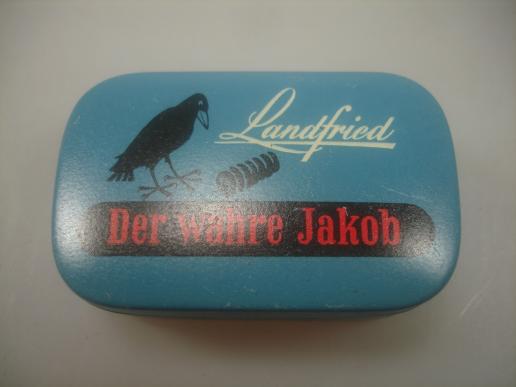 Landfried
Der wahre Jakob